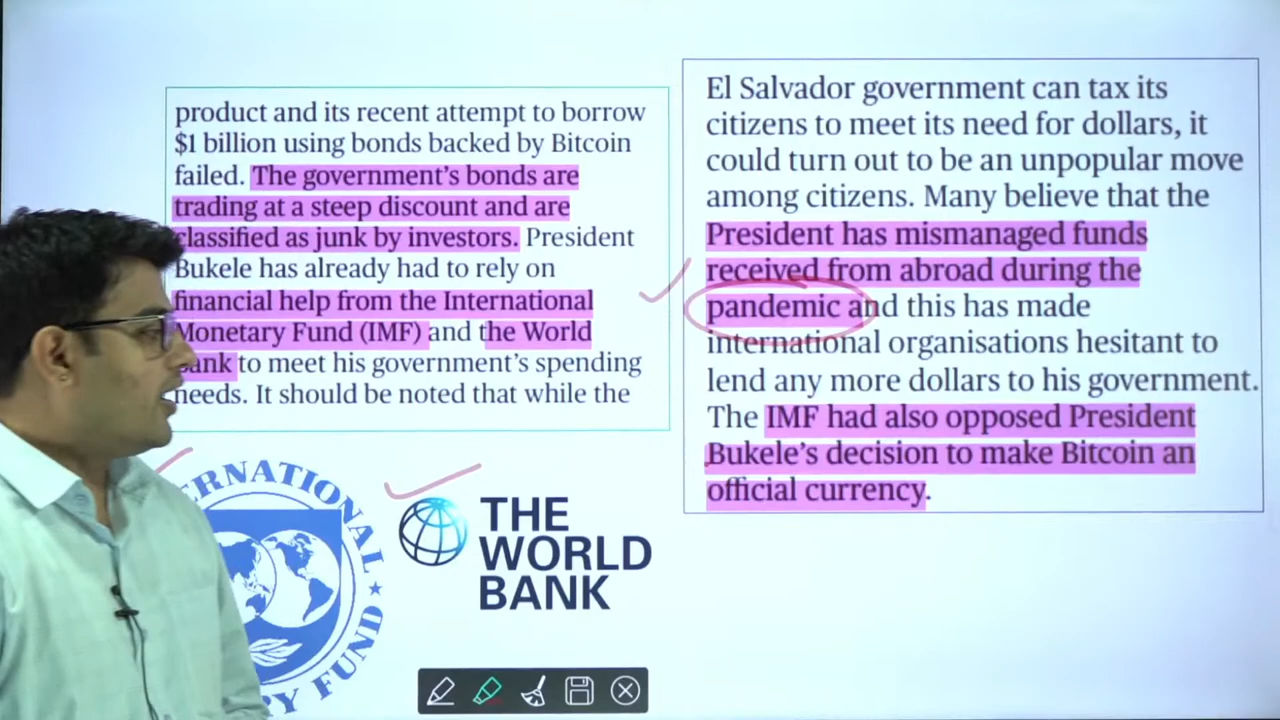 product and its recent attempt to borrow
$1 billion using bonds backed by Bitcoin
failed. The government's bonds are
trading at a steep discount and are
classified as junk by investors. President
Bukele has already had to rely on
financial help from the International
Monetary Fund (IMF) and the World
Bank to meet his government's spending
needs. It should be noted that while the
El Salvador government can tax its
citizens to meet its need for dollars, it
could turn out to be an unpopular move
among citizens. Many believe that the
President has mismanaged funds
received from abroad during the
pandemic and this has made
international organisations hesitant to
lend any more dollars to his government.
The IMF had also opposed President
Bukele's decision to make Bitcoin an
official currency.
ERNATIONAL
RY FUND
THE
WORLD
BANK